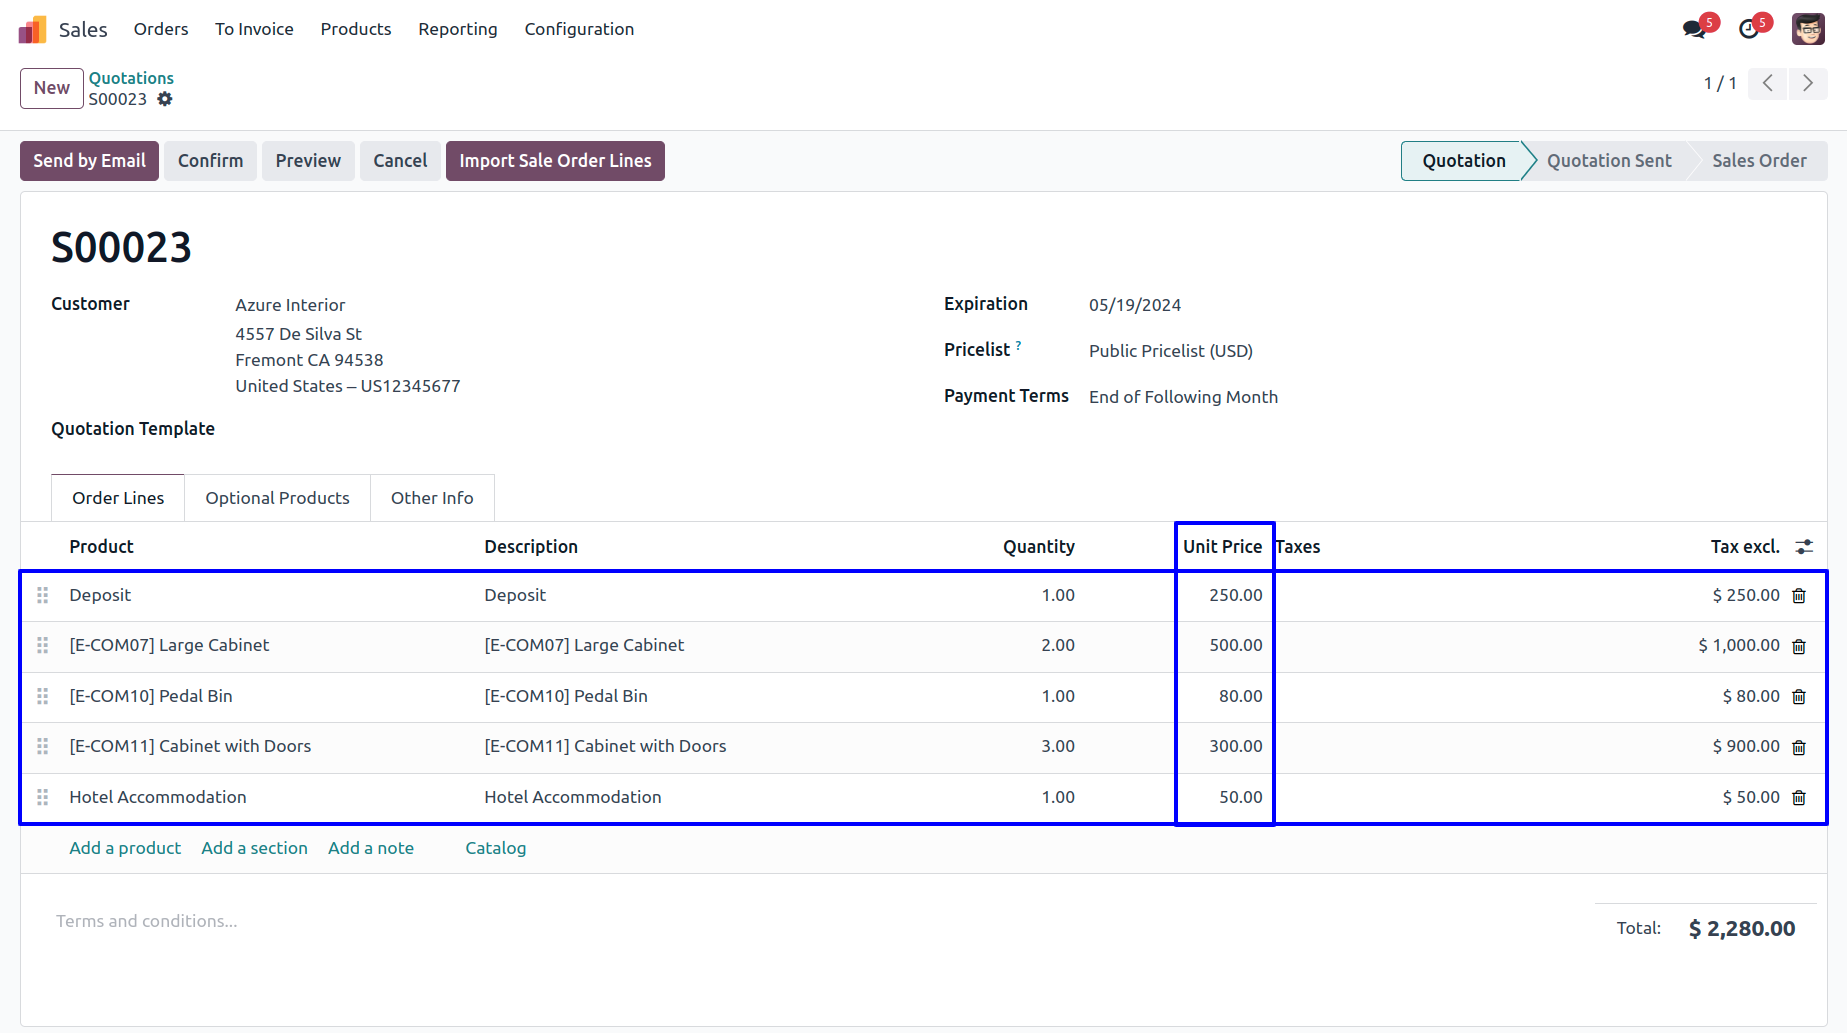 Sales Orders To Invoice Products Reporting Configuration 5 5
New Quotations
S00023
1 / 1
Send by Email Confirm Preview Cancel Import Sale Order Lines Quotation Quotation Sent Sales Order
S00023
Customer Azure Interior
4557 De Silva St
Fremont CA 94538
United States – US12345677
Quotation Template
Expiration 05/19/2024
Pricelist ? Public Pricelist (USD)
Payment Terms End of Following Month
Order Lines Optional Products Other Info
Product Description Quantity Unit Price Taxes Tax excl.
Deposit Deposit 1.00 250.00 $ 250.00
[E-COM07] Large Cabinet [E-COM07] Large Cabinet 2.00 500.00 $ 1,000.00
[E-COM10] Pedal Bin [E-COM10] Pedal Bin 1.00 80.00 $ 80.00
[E-COM11] Cabinet with Doors [E-COM11] Cabinet with Doors 3.00 300.00 $ 900.00
Hotel Accommodation Hotel Accommodation 1.00 50.00 $ 50.00
Add a product Add a section Add a note Catalog
Terms and conditions...
Total: $ 2,280.00